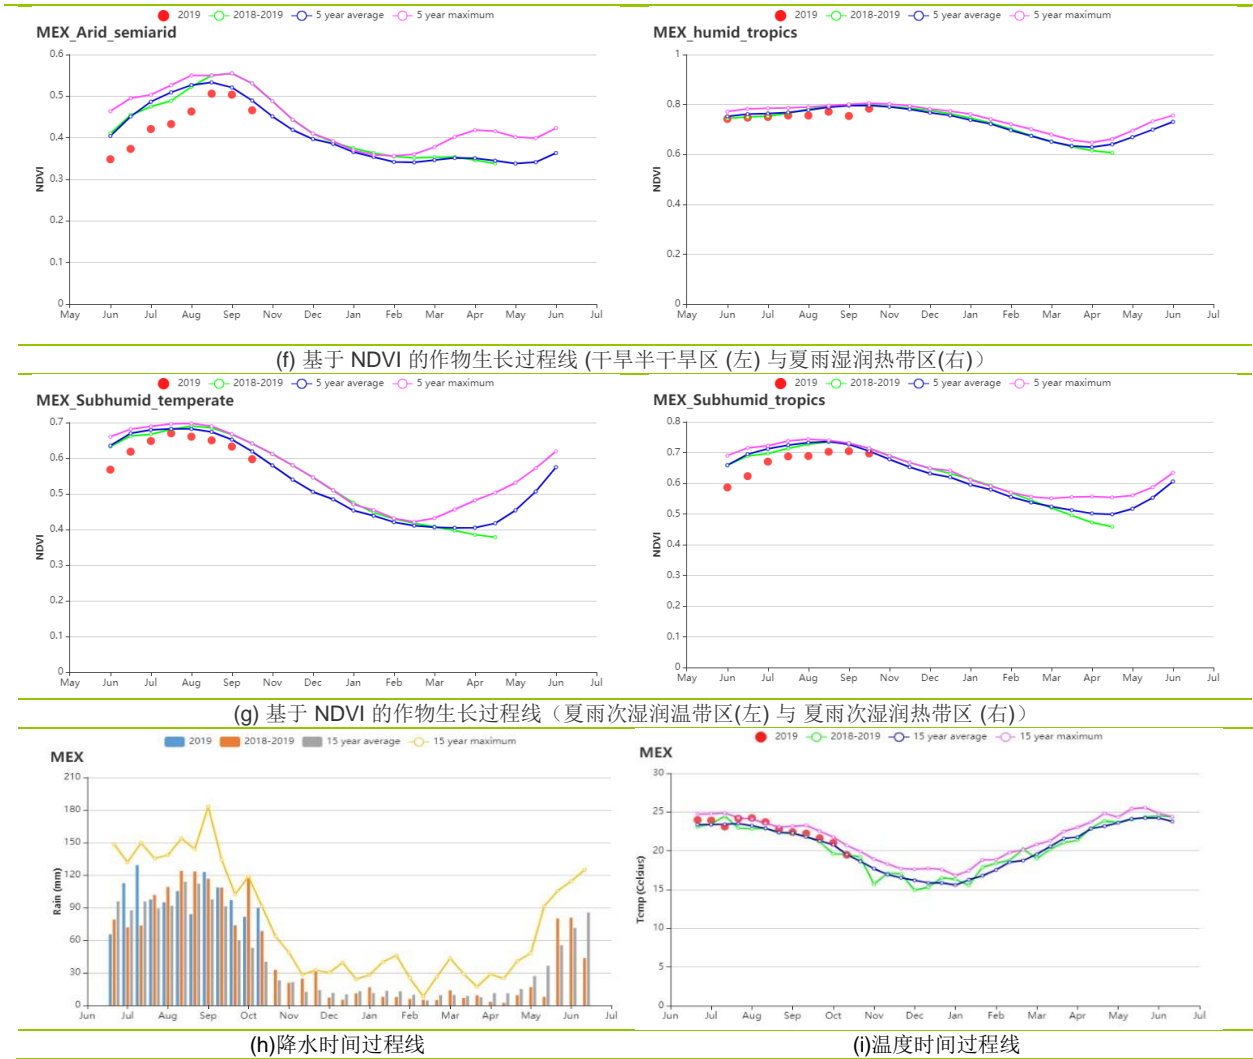 2019 2018-2019 5 year average 5 year maximum
MEX_Arid_semiarid
0.6
0.5
0.4
0.3
0.2
0.1
0
NDVI
May Jun Jul Aug Sep Oct Nov Dec Jan Feb Mar Apr May Jun Jul
2019 2018-2019 5 year average 5 year maximum
MEX_humid_tropics
1
0.8
0.6
0.4
0.2
0
NDVI
May Jun Jul Aug Sep Oct Nov Dec Jan Feb Mar Apr May Jun Jul
(f) 基于 NDVI 的作物生长过程线 (干旱半干旱区 (左) 与夏雨湿润热带区(右)）
2019 2018-2019 5 year average 5 year maximum
MEX_Subhumid_temperate
0.7
0.6
0.5
0.4
0.3
0.2
0.1
0
NDVI
May Jun Jul Aug Sep Oct Nov Dec Jan Feb Mar Apr May Jun Jul
2019 2018-2019 5 year average 5 year maximum
MEX_Subhumid_tropics
0.8
0.7
0.6
0.5
0.4
0.3
0.2
0.1
0
NDVI
May Jun Jul Aug Sep Oct Nov Dec Jan Feb Mar Apr May Jun Jul
(g) 基于 NDVI 的作物生长过程线（夏雨次湿润温带区(左) 与 夏雨次湿润热带区 (右)）
2019 2018-2019 15 year average 15 year maximum
MEX
210
180
150
120
90
60
30
0
Rain (mm)
Jun Jul Aug Sep Oct Nov Dec Jan Feb Mar Apr May Jun Jul
2019 2018-2019 15 year average 15 year maximum
MEX
30
25
20
15
10
5
0
Temp (Celsius)
Jun Jul Aug Sep Oct Nov Dec Jan Feb Mar Apr May Jun Jul
(h)降水时间过程线
(i)温度时间过程线